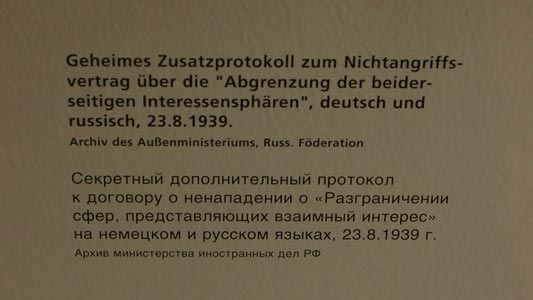 Geheimes Zusatzprotokoll zum Nichtangriffs-
vertrag über die "Abgrenzung der beider-
seitigen Interessensphären", deutsch und
russisch, 23.8.1939.
Archiv des Außenministeriums, Russ. Föderation
Секретный дополнительный протокол
к договору о ненападении о «Разграничении
сфер, представляющих взаимный интерес»
на немецком и русском языках, 23.8.1939 г.
Архив министерства иностранных дел РФ